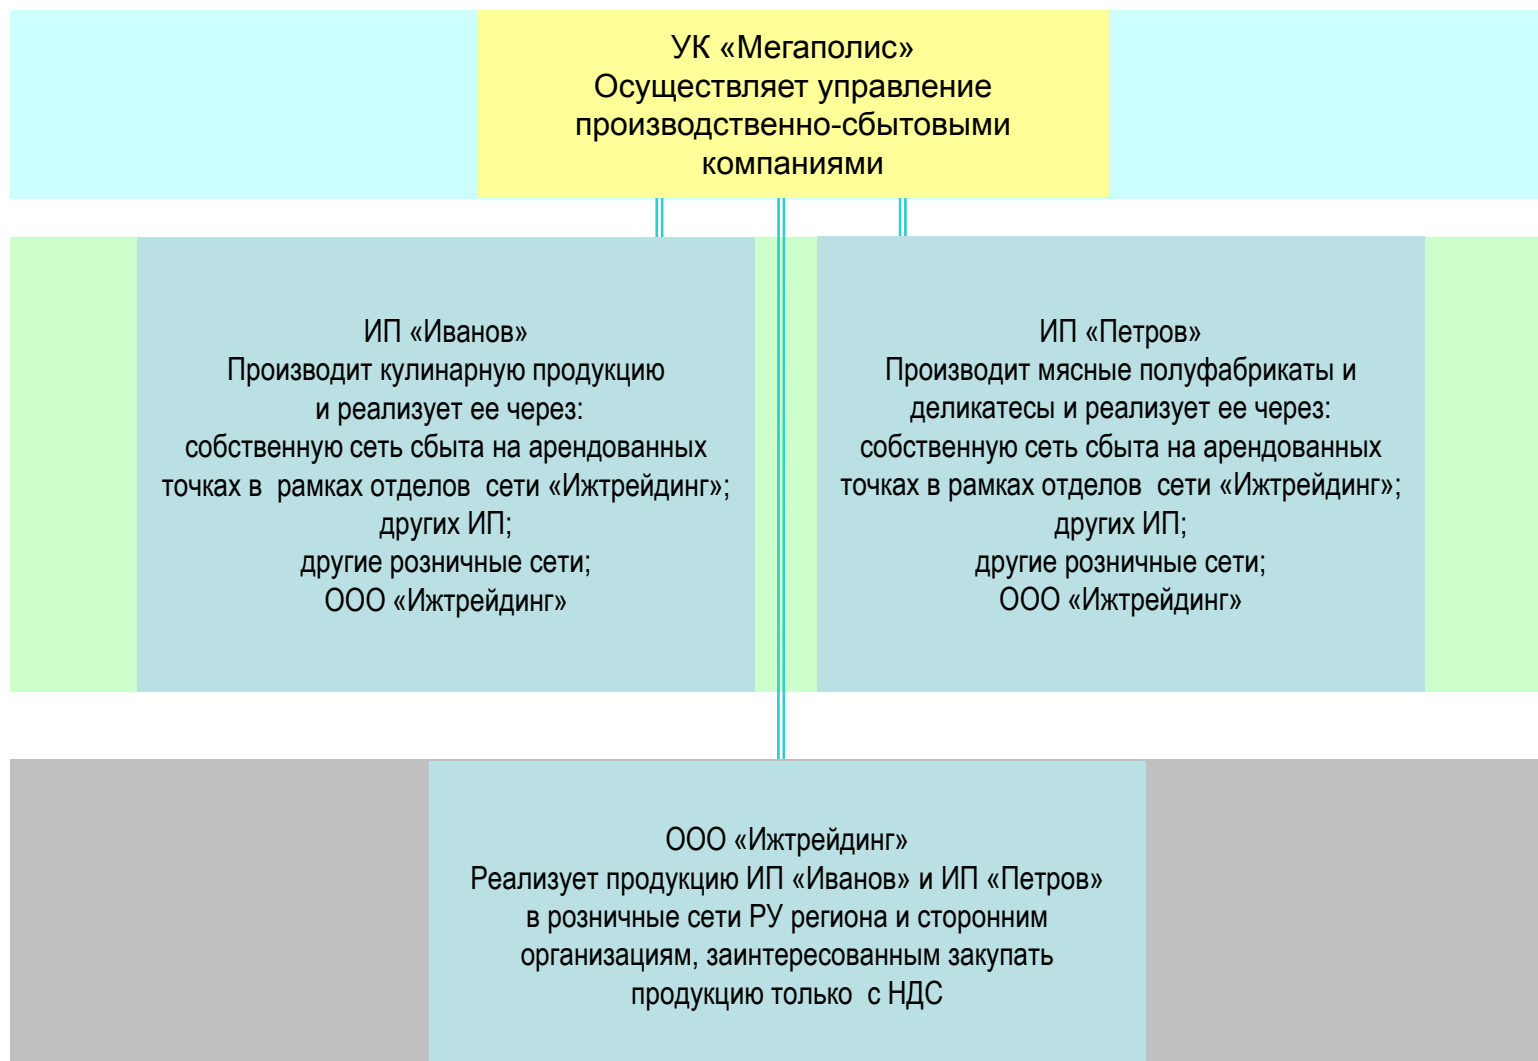 УК «Мегаполис»
Осуществляет управление
производственно-сбытовыми
компаниями
ИП «Иванов»
Производит кулинарную продукцию
и реализует ее через:
собственную сеть сбыта на арендованных
точках в рамках отделов сети «Ижтрейдинг»;
других ИП;
другие розничные сети;
ООО «Ижтрейдинг»
ИП «Петров»
Производит мясные полуфабрикаты и
деликатесы и реализует ее через:
собственную сеть сбыта на арендованных
точках в рамках отделов сети «Ижтрейдинг»;
других ИП;
другие розничные сети;
ООО «Ижтрейдинг»
ООО «Ижтрейдинг»
Реализует продукцию ИП «Иванов» и ИП «Петров»
в розничные сети РУ региона и сторонним
организациям, заинтересованным закупать
продукцию только с НДС